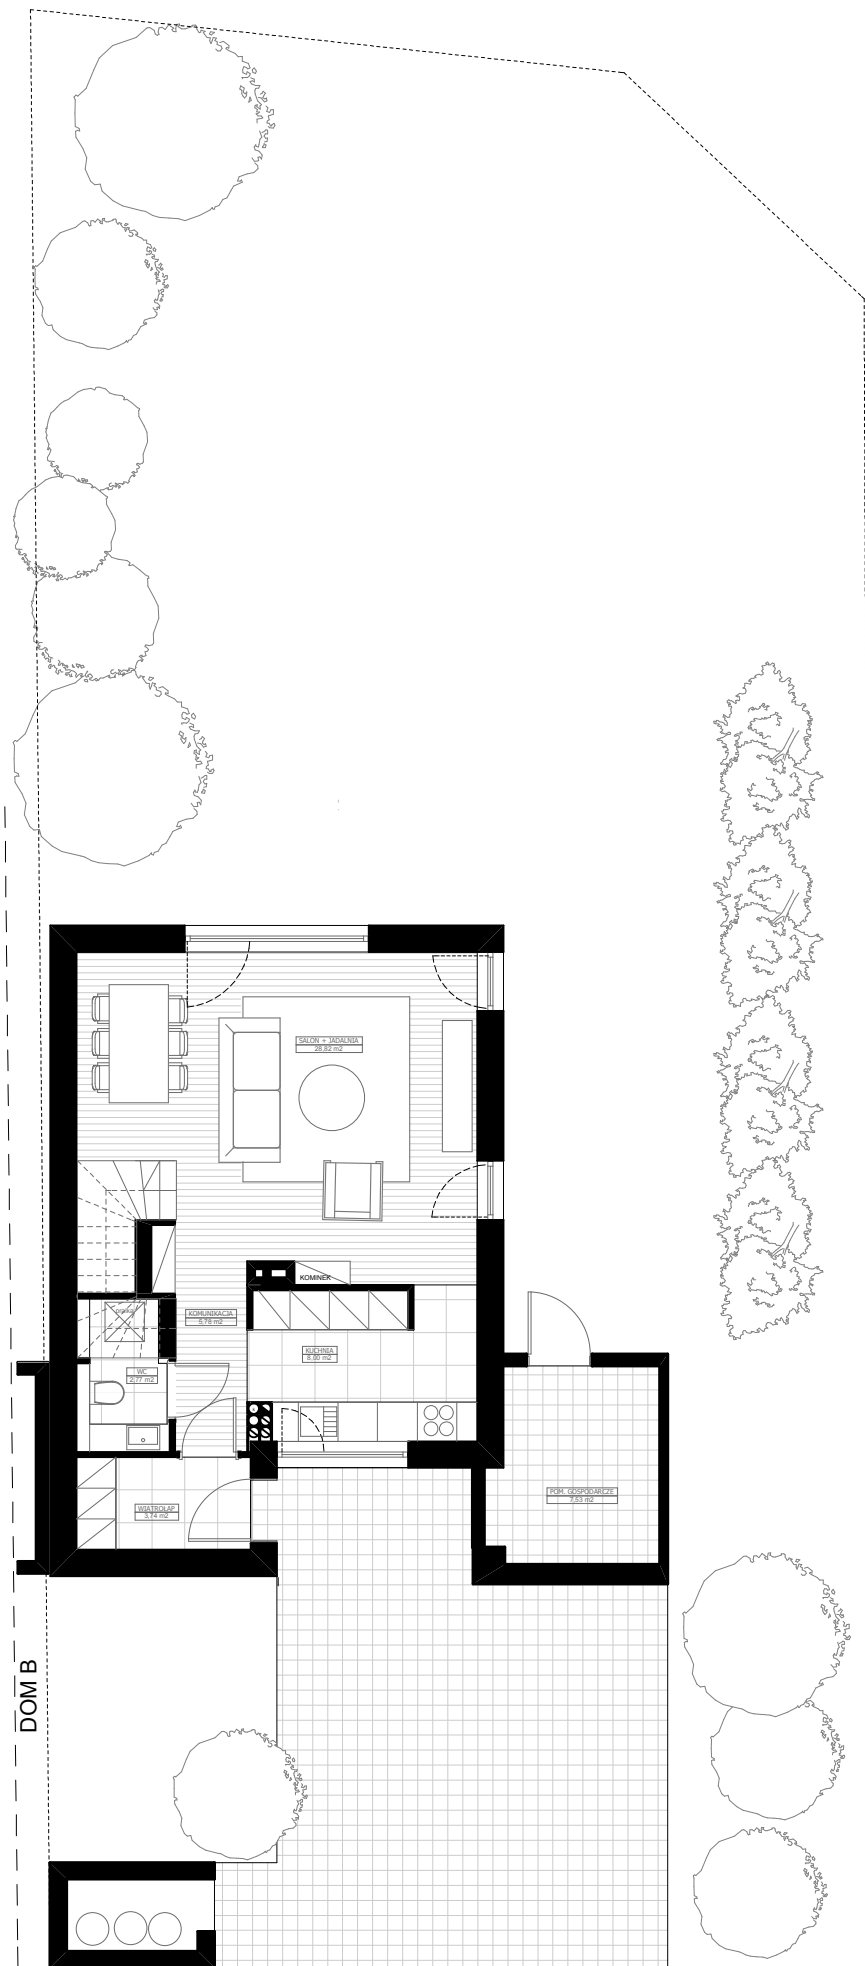 SALON + JADALNIA
28,82 m2
KOMINEK
KOMUNIKACJA
5,78 m2
KUCHNIA
8,00 m2
WC
2,77 m2
POM. GOSPODARCZE
7,53 m2
WIATROŁAP
3,74 m2
DOM B